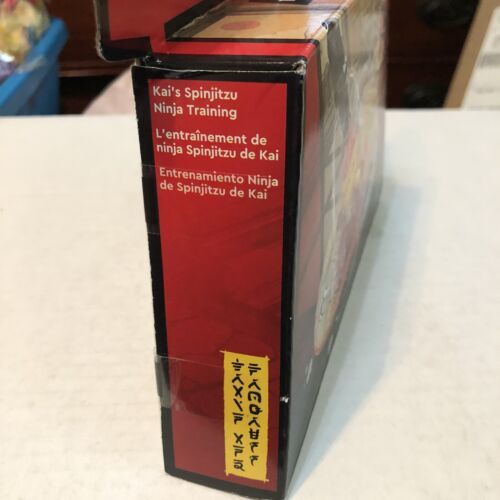 Kai's Spinjitzu
Ninja Training
L'entraînement de
ninja Spinjitzu de Kai
Entrenamiento Ninja
de Spinjitzu de Kai